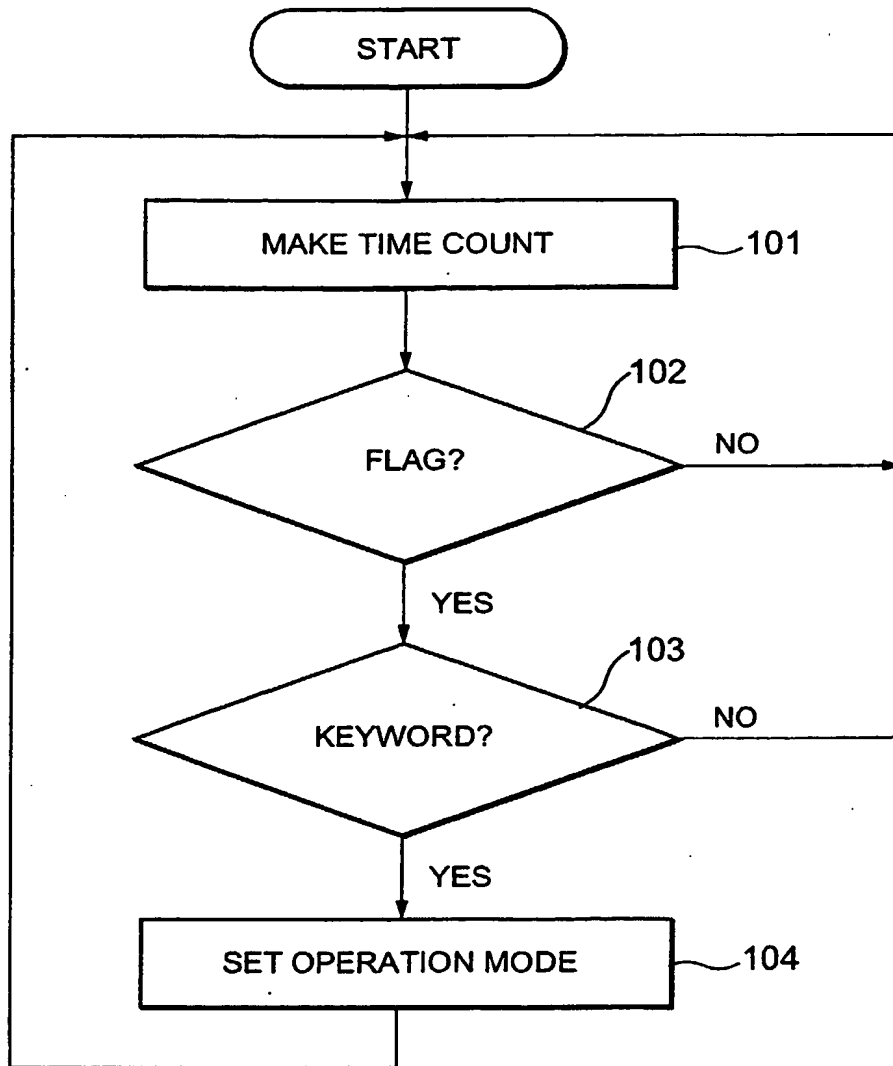 START
MAKE TIME COUNT
101
102
FLAG?
NO
YES
103
KEYWORD?
NO
YES
SET OPERATION MODE
104